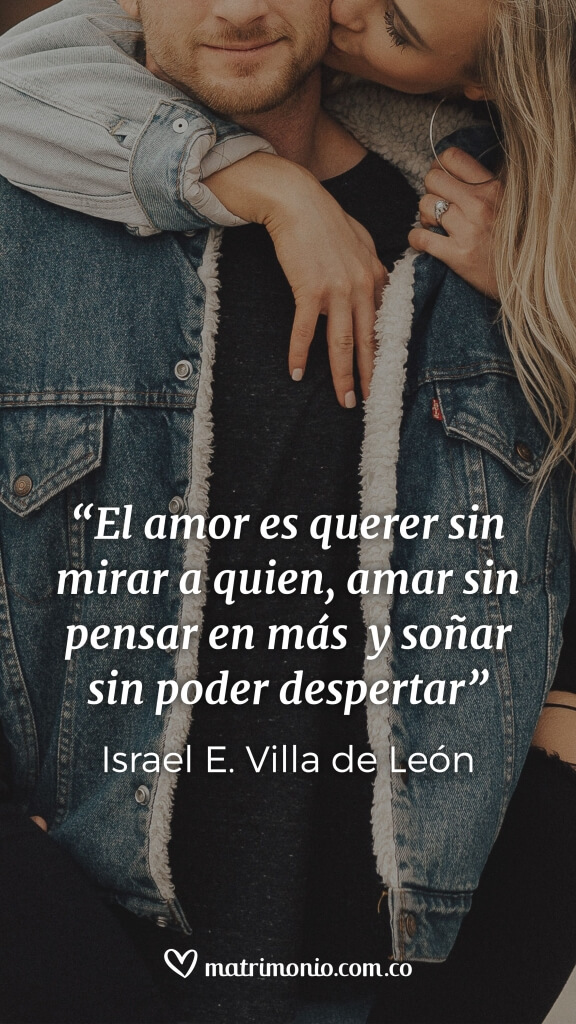 “El amor es querer sin
mirar a quien, amar sin
pensar en más  y soñar
sin poder despertar”
Israel E. Villa de León
matrimonio.com.co